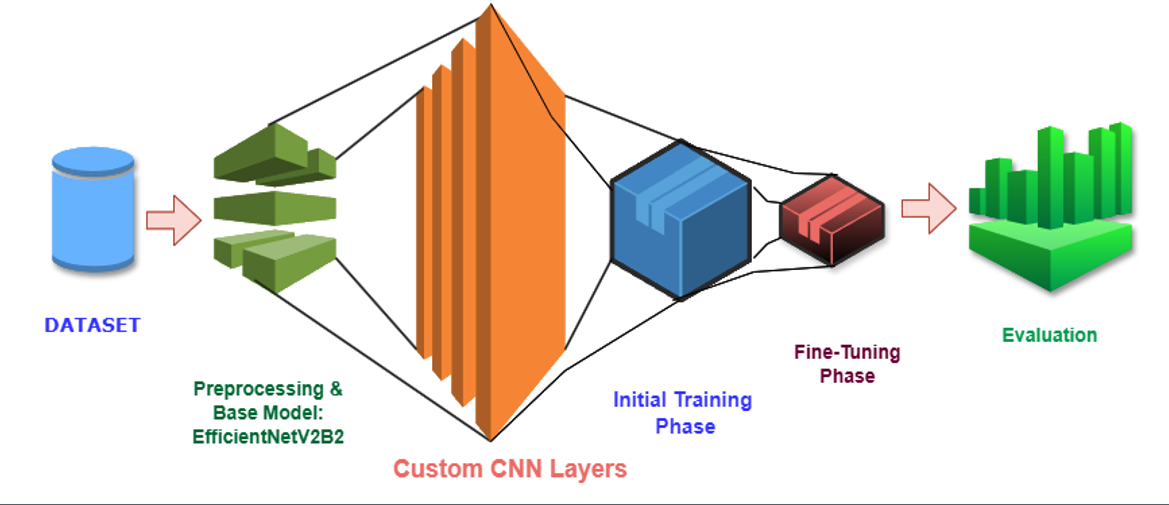 DATASET
Preprocessing &
Base Model:
EfficientNetV2B2
Custom CNN Layers
Initial Training
Phase
Fine-Tuning
Phase
Evaluation